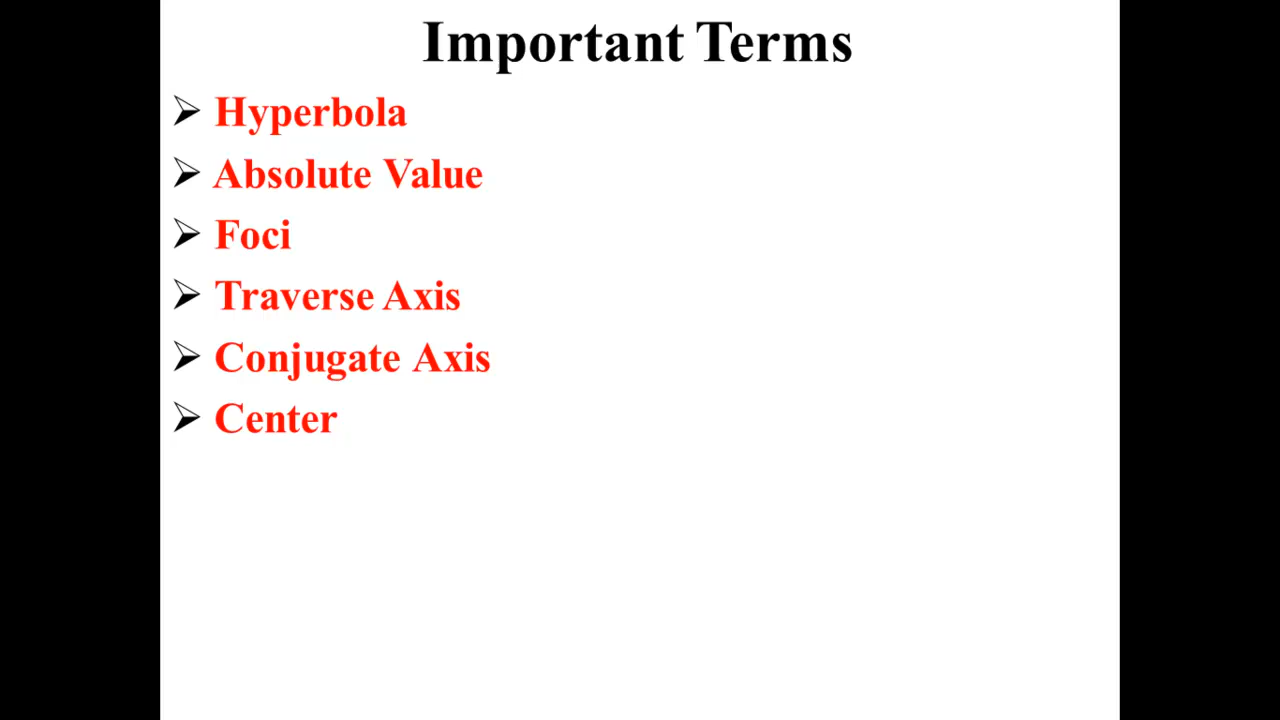 Important Terms
Hyperbola
Absolute Value
Foci
Traverse Axis
Conjugate Axis
Center